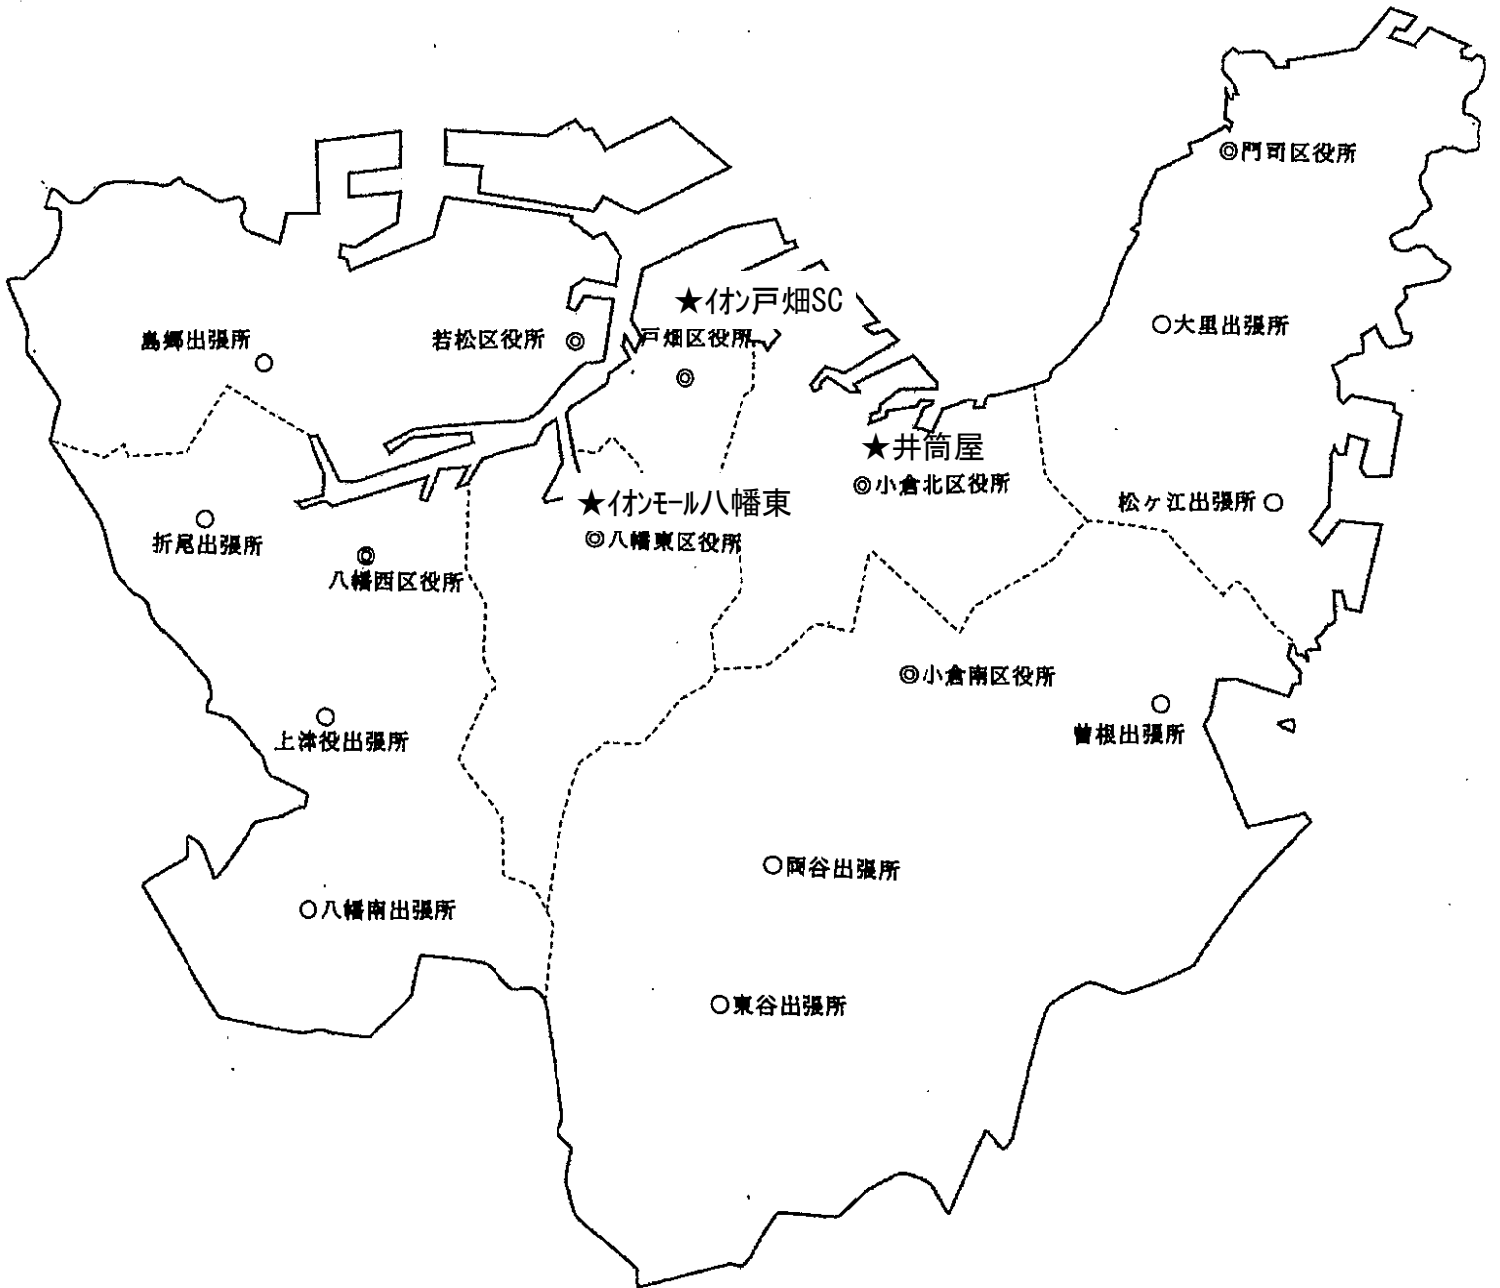 ◎門司区役所
★イオン戸畑SC
島郷出張所
若松区役所
戸畑区役所
○大里出張所
★井筒屋
◎小倉北区役所
★イオンモール八幡東
◎八幡東区役所
松ヶ江出張所○
折尾出張所
八幡西区役所
◎小倉南区役所
上津役出張所
曽根出張所
○両谷出張所
○八幡南出張所
○東谷出張所